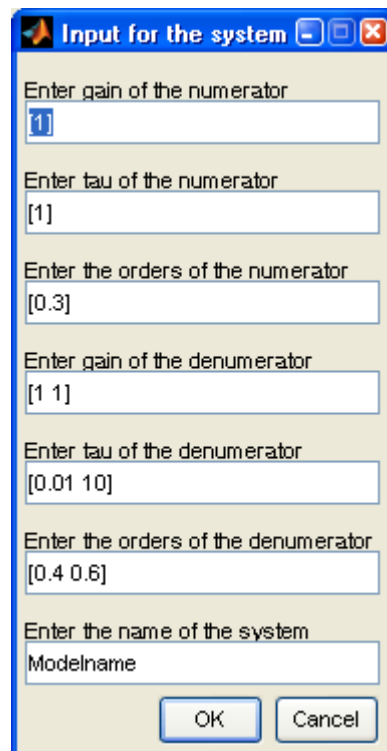 Input for the system
Enter gain of the numerator
[1]
Enter tau of the numerator
[1]
Enter the orders of the numerator
[0.3]
Enter gain of the denumerator
[1 1]
Enter tau of the denumerator
[0.01 10]
Enter the orders of the denumerator
[0.4 0.6]
Enter the name of the system
Modelname
OK Cancel